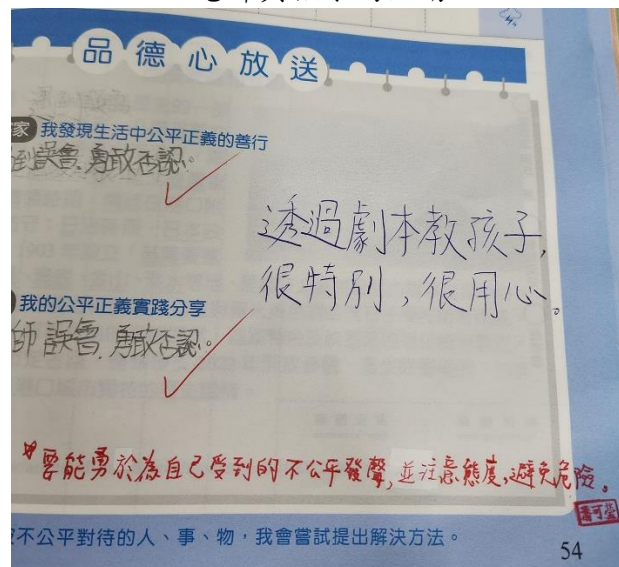 品德心放送
家 我發現生活中公平正義的善行
到誤會,勇敢否認。
透過劇本教孩子,
很特別,很用心。
我的公平正義實踐分享
師誤會,勇敢否認。
要能勇於為自己受到的不公平發聲,並注意態度,避免危險。
不公平對待的人、事、物,我會嘗試提出解決方法。
54